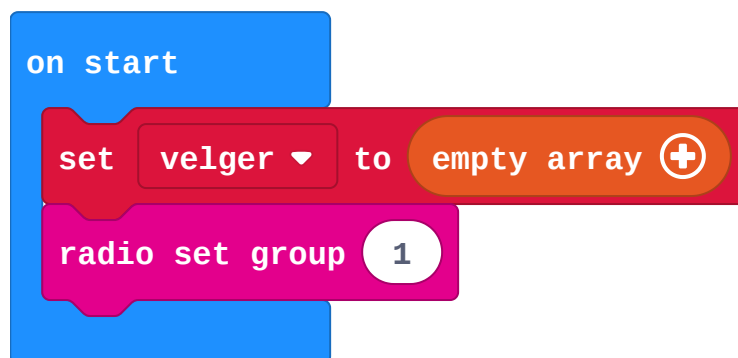 on start
set velger to empty array
radio set group 1